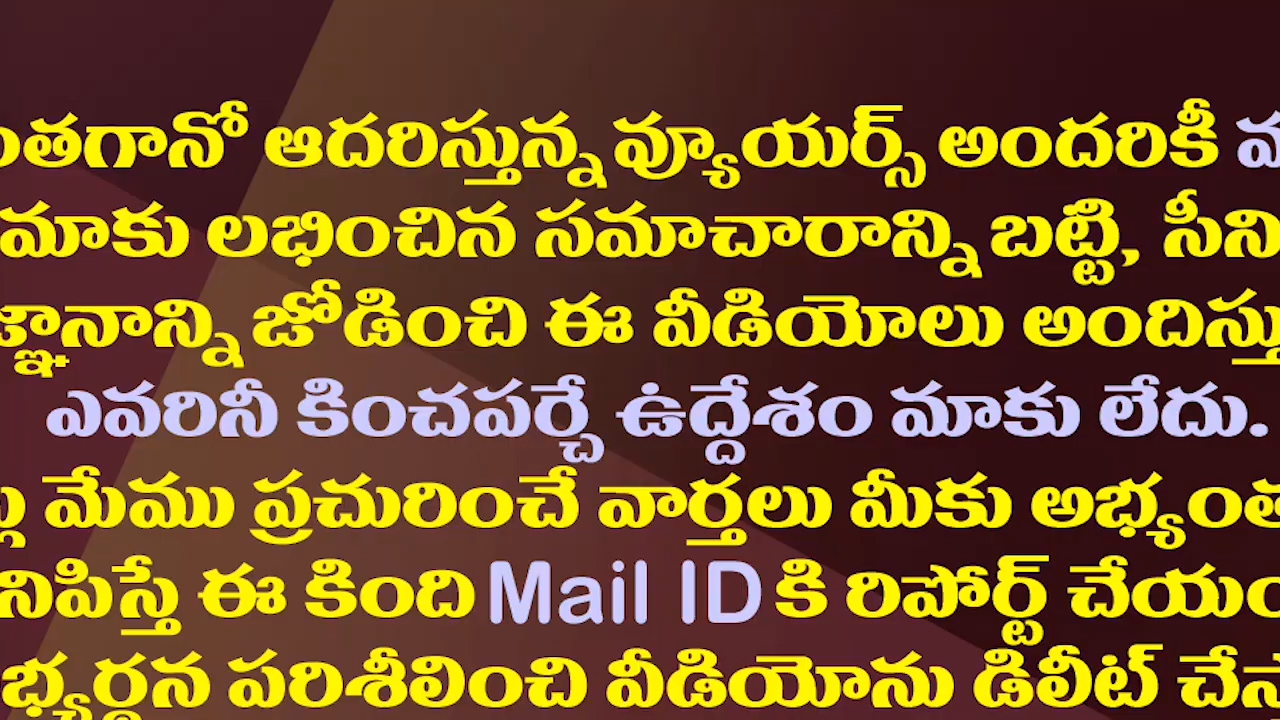 ఆదరిస్తున్న వ్యూయర్స్ అందరికీ
మాకు లభించిన సమాచారాన్ని బట్టి,
జోడించి ఈ వీడియోలు
ఎవరినీ కించపర్చే ఉద్దేశం మాకు లేదు.
మేము ప్రచురించే వార్తలు మీకు
ఈ కింది Mail ID కి రిపోర్ట్
పరిశీలించి వీడియోను డిలీట్